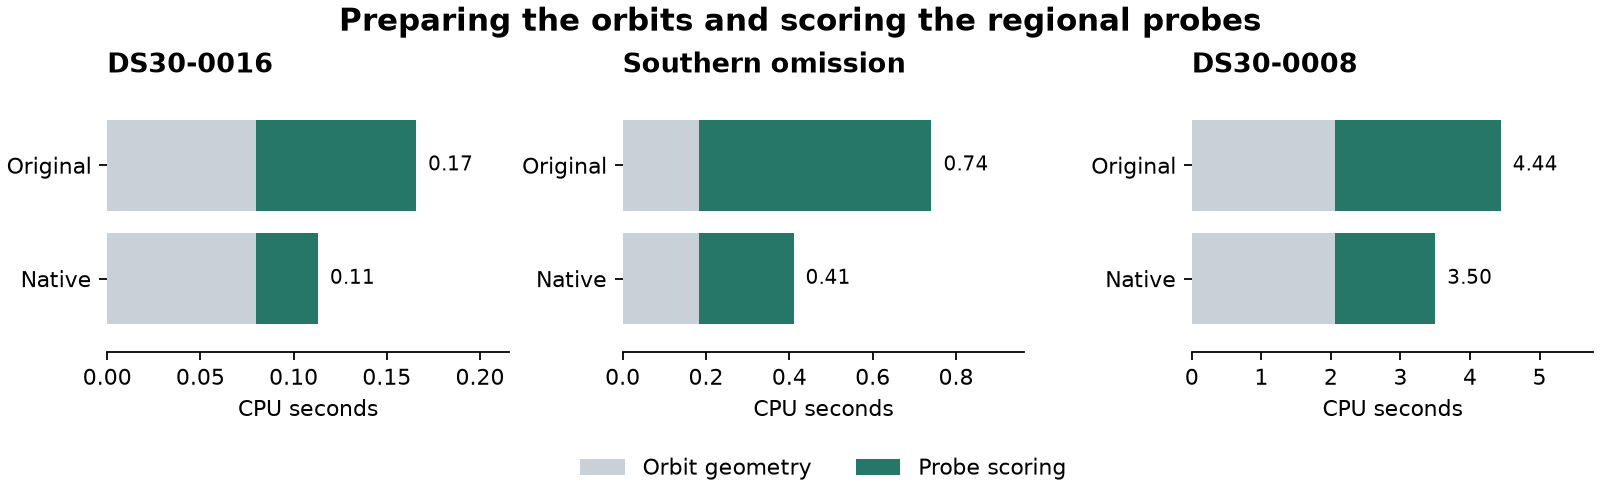 Preparing the orbits and scoring the regional probes
DS30-0016
Original
0.17
Native
0.11
0.00 0.05 0.10 0.15 0.20
CPU seconds
Southern omission
Original
0.74
Native
0.41
0.0 0.2 0.4 0.6 0.8
CPU seconds
DS30-0008
Original
4.44
Native
3.50
0 1 2 3 4 5
CPU seconds
Orbit geometry
Probe scoring